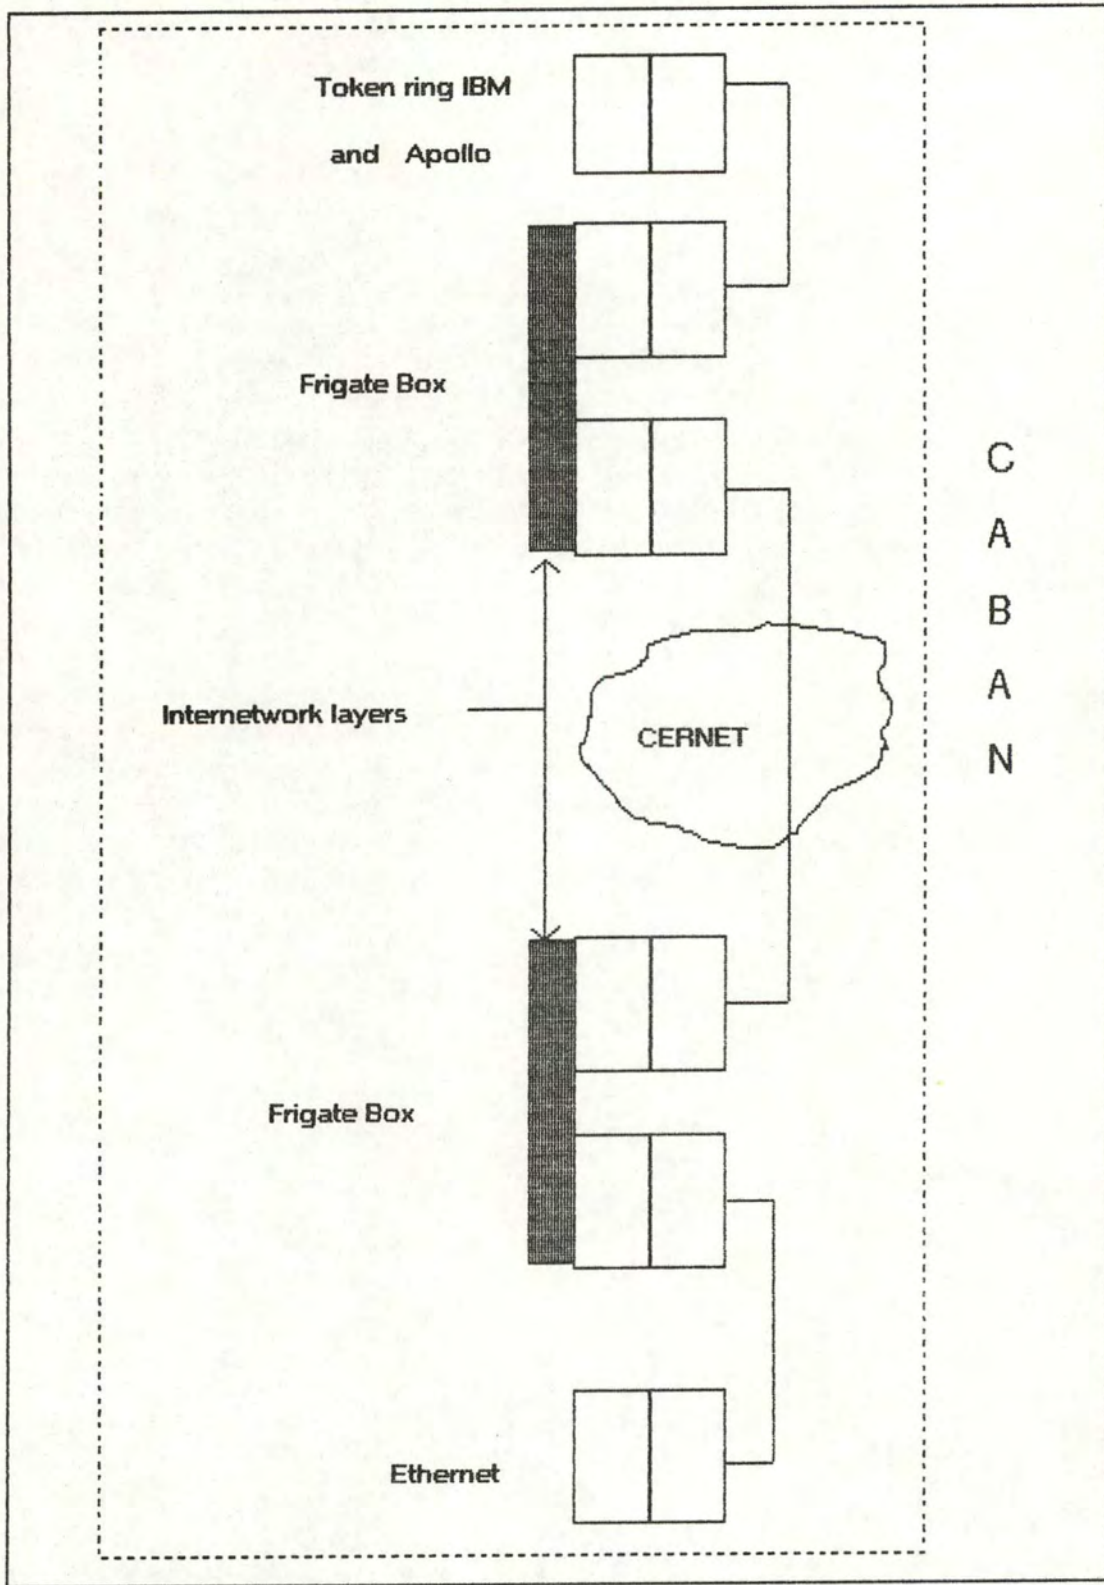 Token ring IBM
and Apollo
Frigate Box
C
A
B
A
N
Internetwork layers
CERNET
Frigate Box
Ethernet